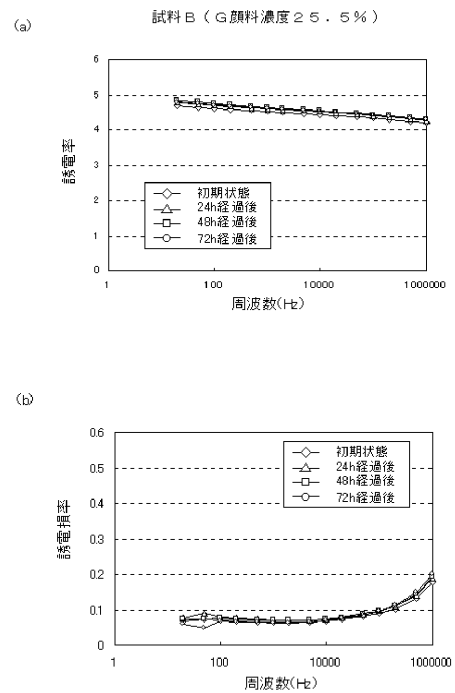 試料B(G顔料濃度25.5%)
(a)
6
5
4
3
2
1
0
誘電率
初期状態
24h経過後
48h経過後
72h経過後
1 100 10000 1000000
周波数(Hz)
(b)
0.6
0.5
0.4
0.3
0.2
0.1
0
誘電損率
初期状態
24h経過後
48h経過後
72h経過後
1 100 10000 1000000
周波数(Hz)